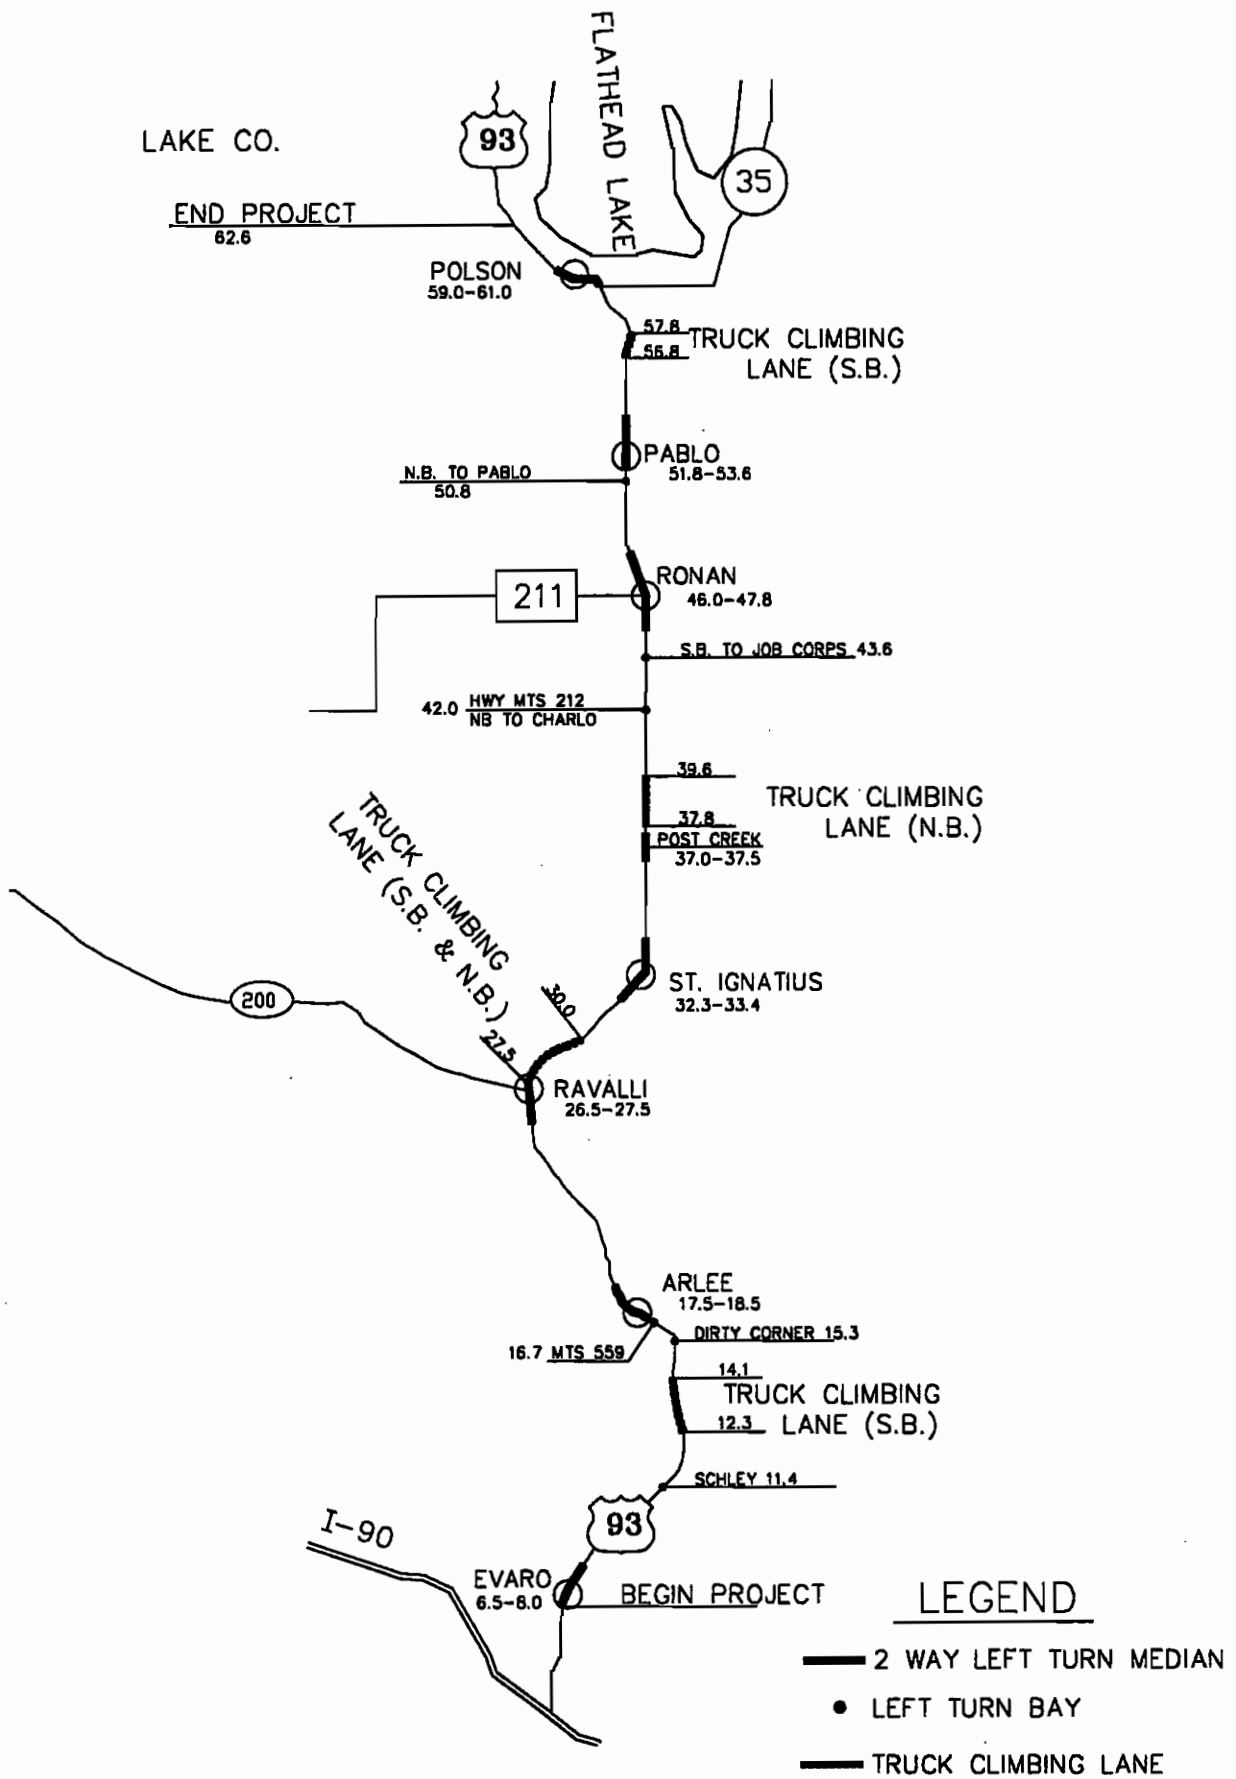 FLATHEAD LAKE
LAKE CO.
93
35
END PROJECT
62.6
POLSON
59.0-61.0
57.8
56.8
TRUCK CLIMBING
LANE (S.B.)
PABLO
51.8-53.6
N.B. TO PABLO
50.8
RONAN
46.0-47.8
211
S.B. TO JOB CORPS 43.6
42.0 HWY MTS 212
NB TO CHARLO
39.6
37.8
TRUCK CLIMBING
LANE (N.B.)
POST CREEK
37.0-37.5
TRUCK CLIMBING
LANE (S.B. & N.B.)
ST. IGNATIUS
32.3-33.4
200
30.0
27.5
RAVALLI
26.5-27.5
ARLEE
17.5-18.5
DIRTY CORNER 15.3
16.7 MTS 559
14.1
TRUCK CLIMBING
12.3 LANE (S.B.)
SCHLEY 11.4
93
I-90
EVARO
6.5-8.0
BEGIN PROJECT
LEGEND
2 WAY LEFT TURN MEDIAN
LEFT TURN BAY
TRUCK CLIMBING LANE